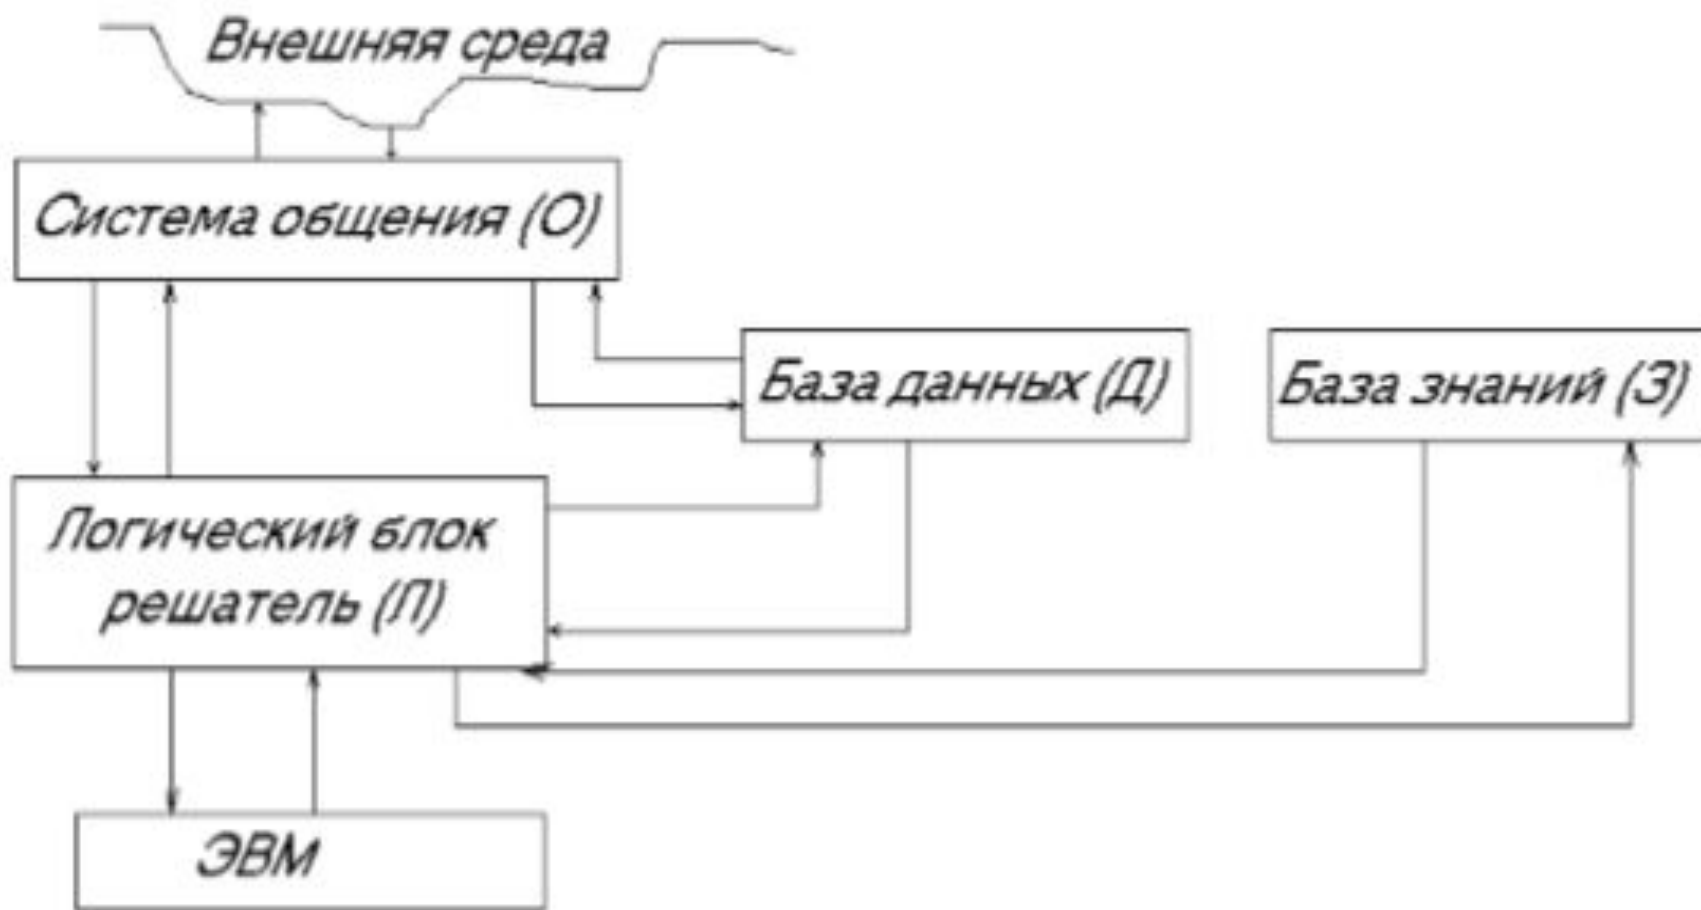 Внешняя среда
Система общения (О)
База данных (Д)
База знаний (З)
Логический блок
решатель (Л)
ЭВМ